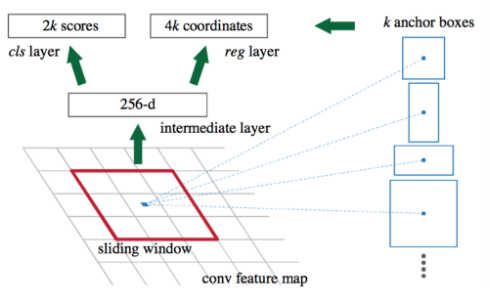 2k scores
4k coordinates
k anchor boxes
cls layer
reg layer
256-d
intermediate layer
sliding window
conv feature map